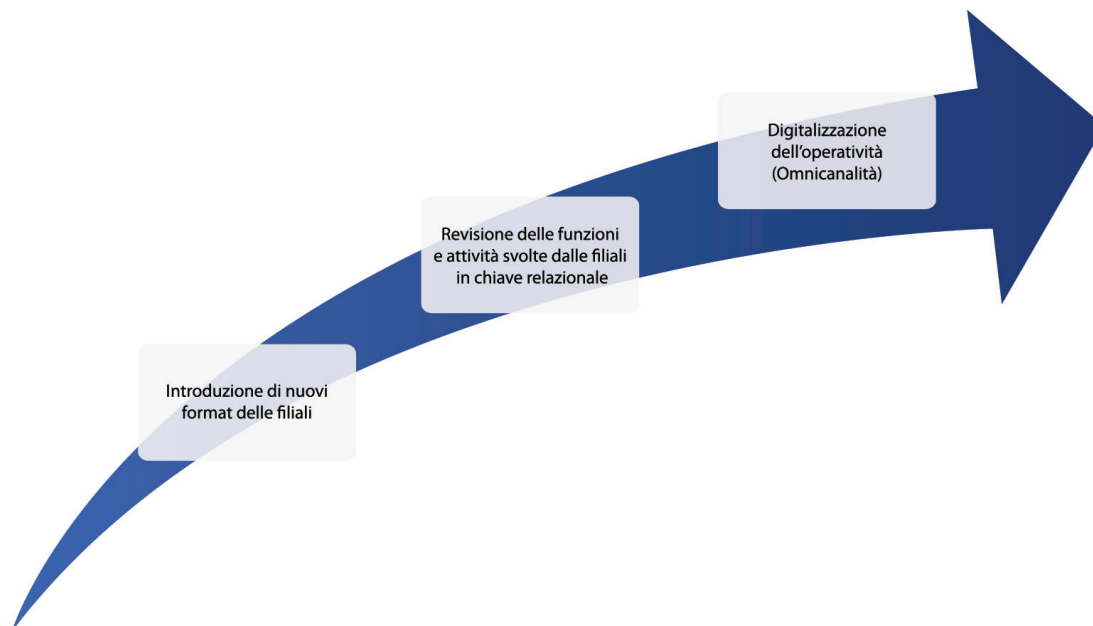 Digitalizzazione
dell'operatività
(Omnicanalità)
Revisione delle funzioni
e attività svolte dalle filiali
in chiave relazionale
Introduzione di nuovi
format delle filiali